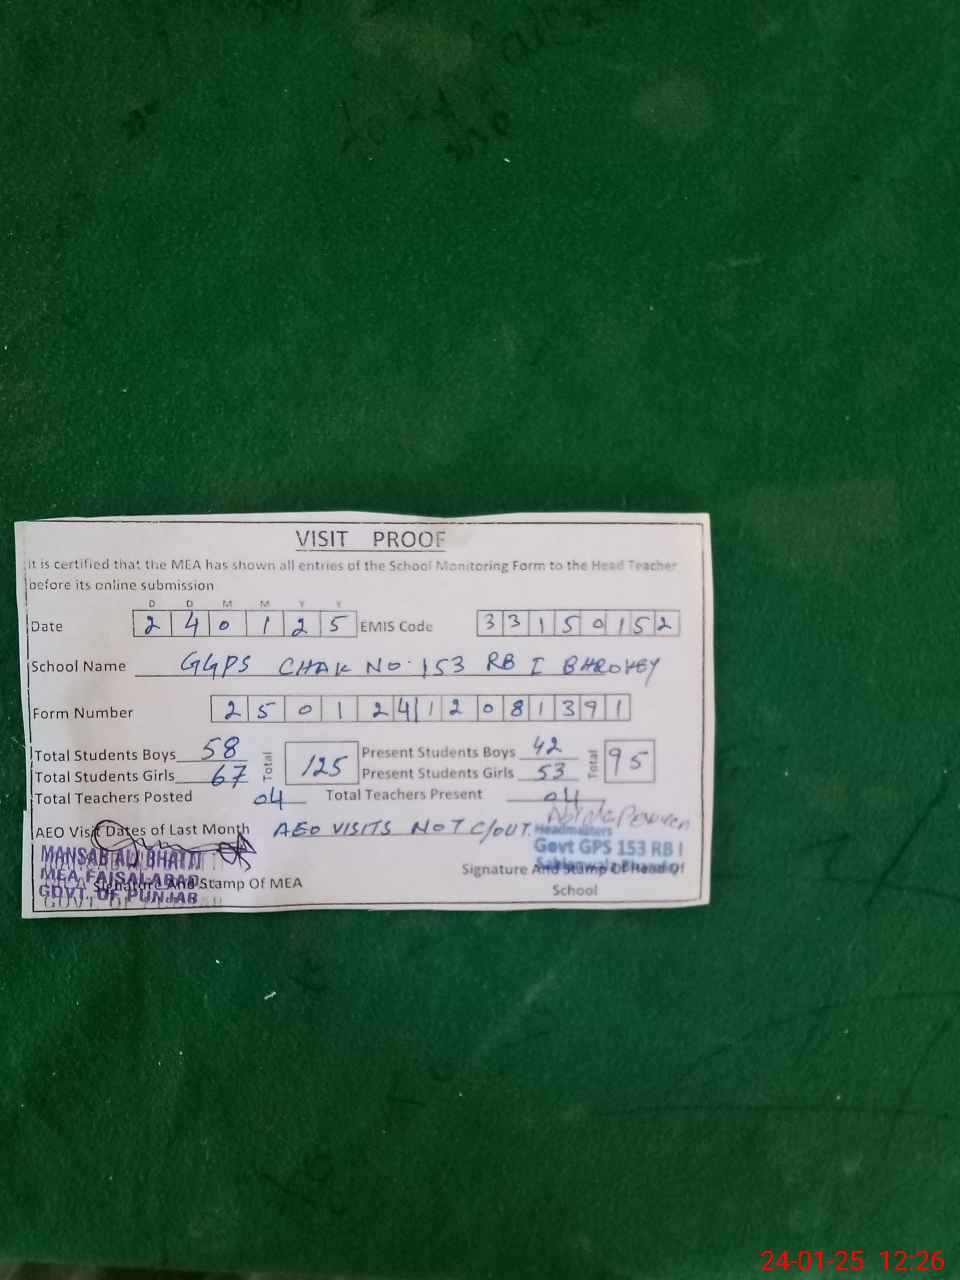 VISIT PROOF
It is certified that the MEA has shown all entries of the School Monitoring Form to the Head Teacher
before its online submission
D D M M Y Y
Date 2 4 0 1 2 5 EMIS Code 3 3 1 5 0 1 5 2
School Name GGPS CHAK NO. 153 RB I BHROKEY
Form Number 2 5 0 1 2 4 1 2 0 8 1 3 9 1
Total Students Boys 58 Total 125 Present Students Boys 42 Total 95
Total Students Girls 67 Present Students Girls 53
Total Teachers Posted 04 Total Teachers Present 04
AEO Visit Dates of Last Month AEO VISITS NOT C/OUT.
MANSAB ALI BHATTI
MEA FAISALABAD
GOVT. OF PUNJAB
Signature And Stamp Of MEA
Govt GPS 153 RB I
Signature And Stamp Of Head Of
School
24-01-25 12:26